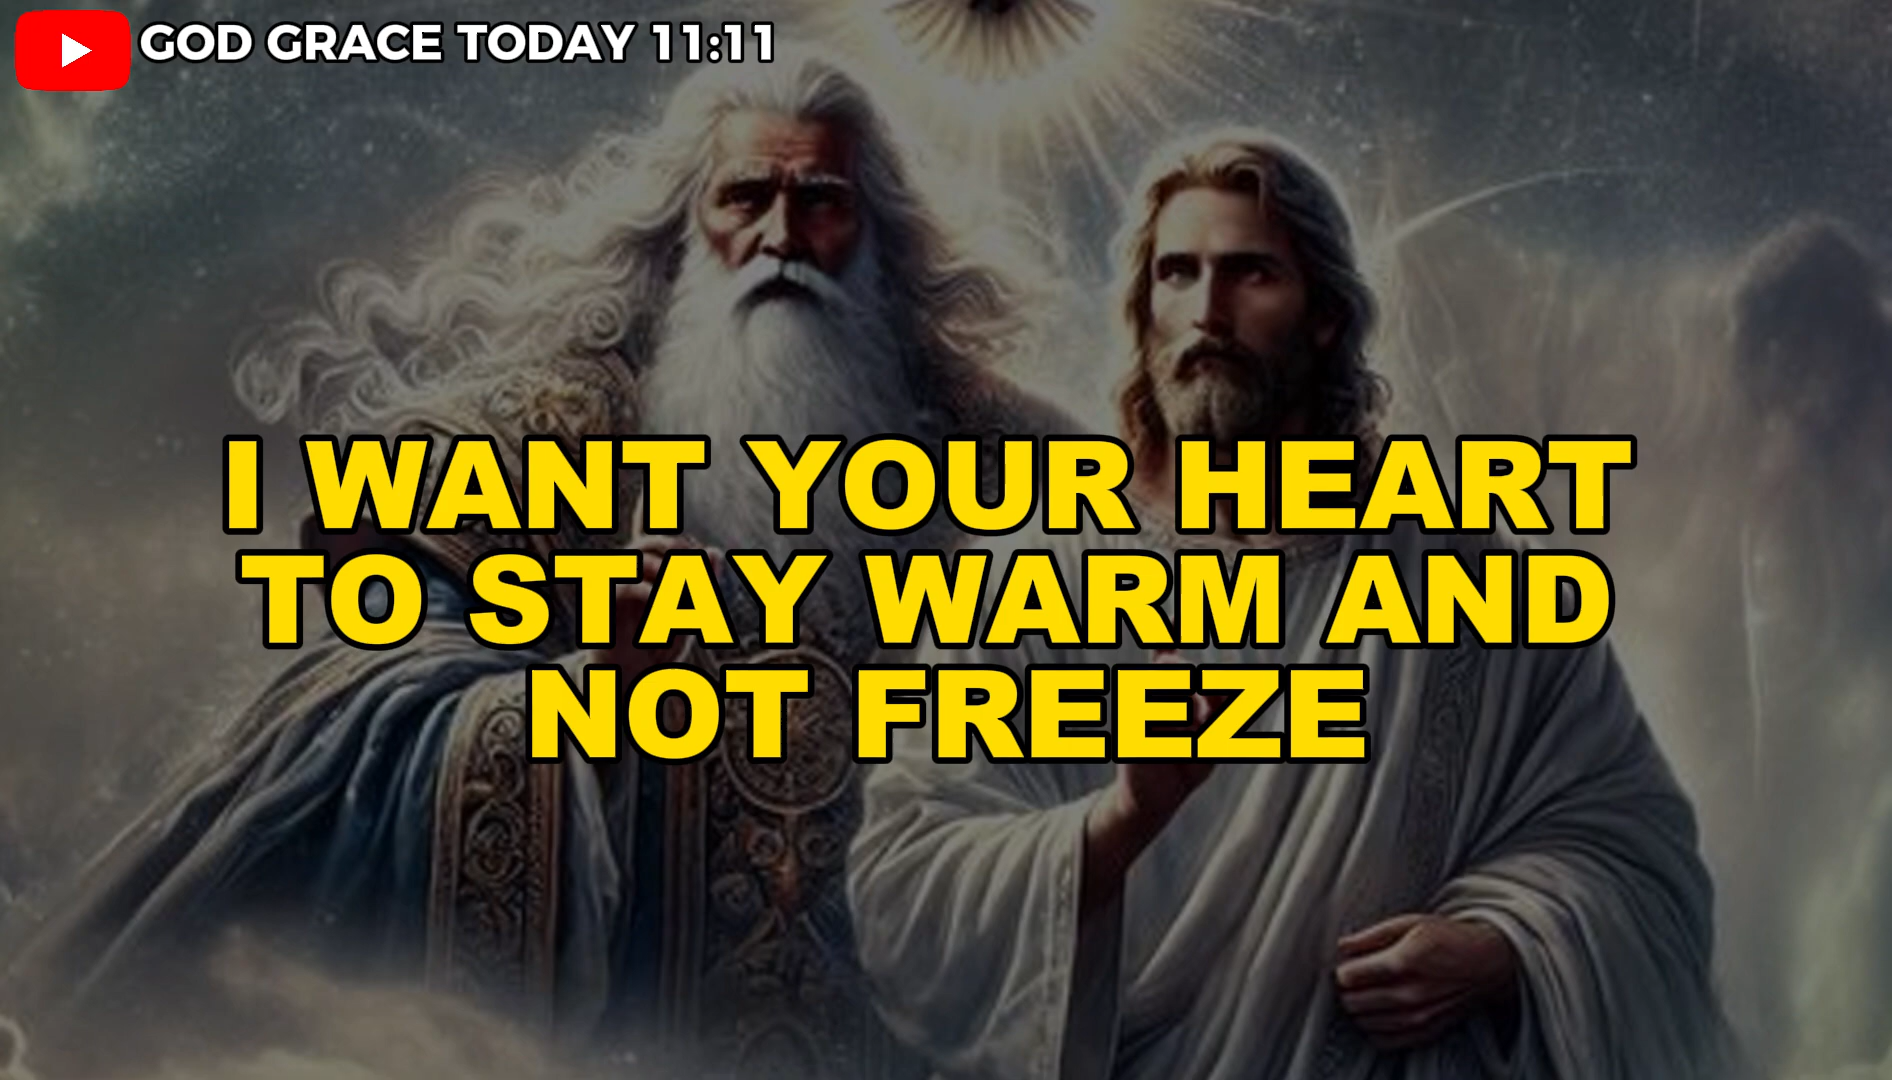 GOD GRACE TODAY 11:11
I WANT YOUR HEART
TO STAY WARM AND
NOT FREEZE